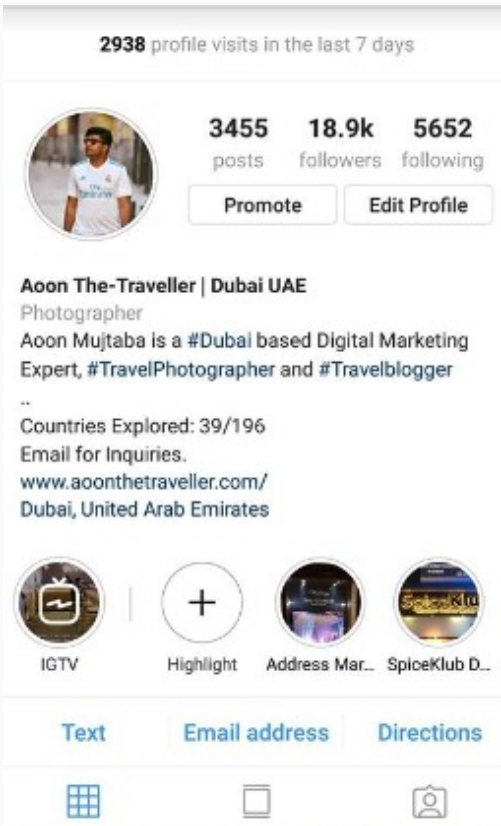 2938 profile visits in the last 7 days
3455 18.9k 5652
posts followers following
Promote Edit Profile
Aoon The-Traveller | Dubai UAE
Photographer
Aoon Mujtaba is a #Dubai based Digital Marketing
Expert, #TravelPhotographer and #Travelblogger
..
Countries Explored: 39/196
Email for Inquiries.
www.aoonthetraveller.com/
Dubai, United Arab Emirates
IGTV Highlight Address Mar... SpiceKlub D...
Text Email address Directions